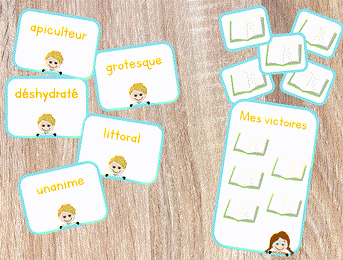 apiculteur
grotesque
déshydraté
littoral
unanime
Mes victoires